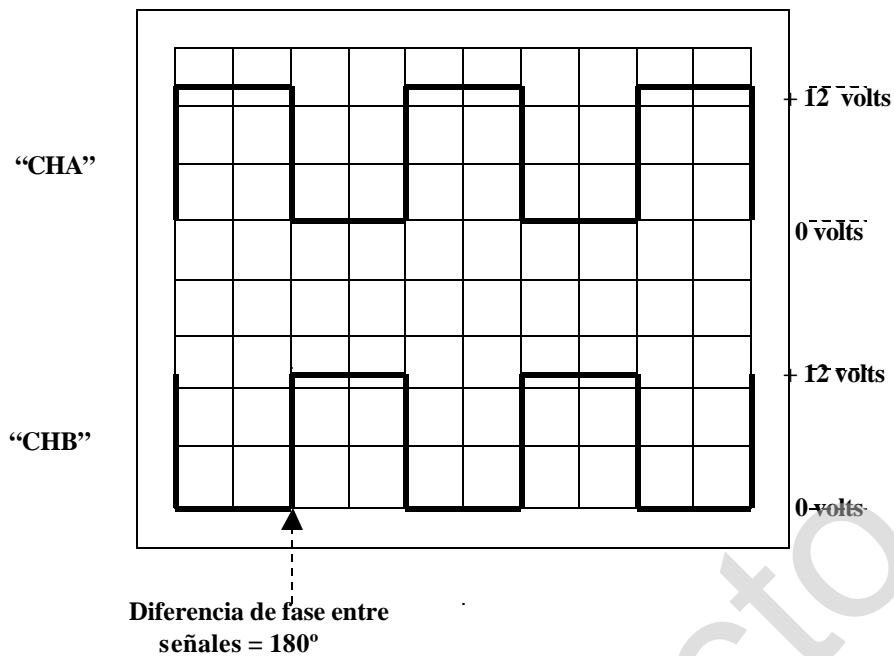 + 12 volts
“CHA”
0 volts
+ 12 volts
“CHB”
0 volts
Diferencia de fase entre
señales = 180º